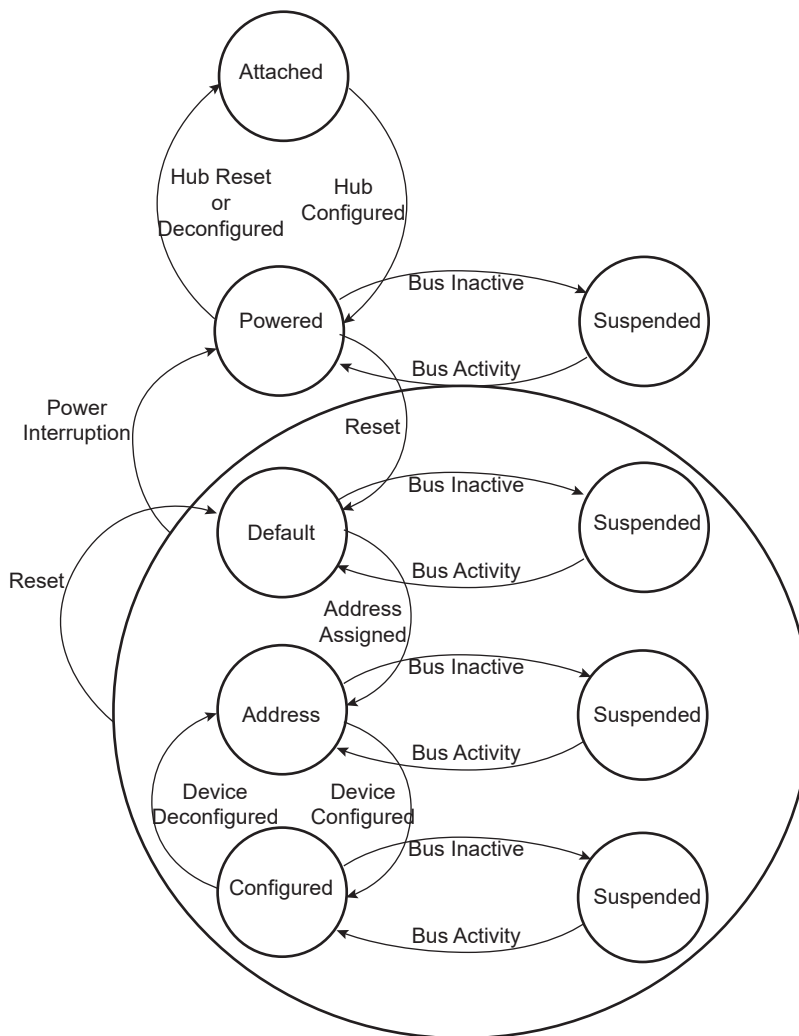 Attached
Hub Reset
or
Deconfigured
Hub
Configured
Powered
Bus Inactive
Suspended
Bus Activity
Power
Interruption
Reset
Default
Bus Inactive
Suspended
Bus Activity
Reset
Address
Assigned
Address
Bus Inactive
Suspended
Bus Activity
Device
Deconfigured
Device
Configured
Configured
Bus Inactive
Suspended
Bus Activity